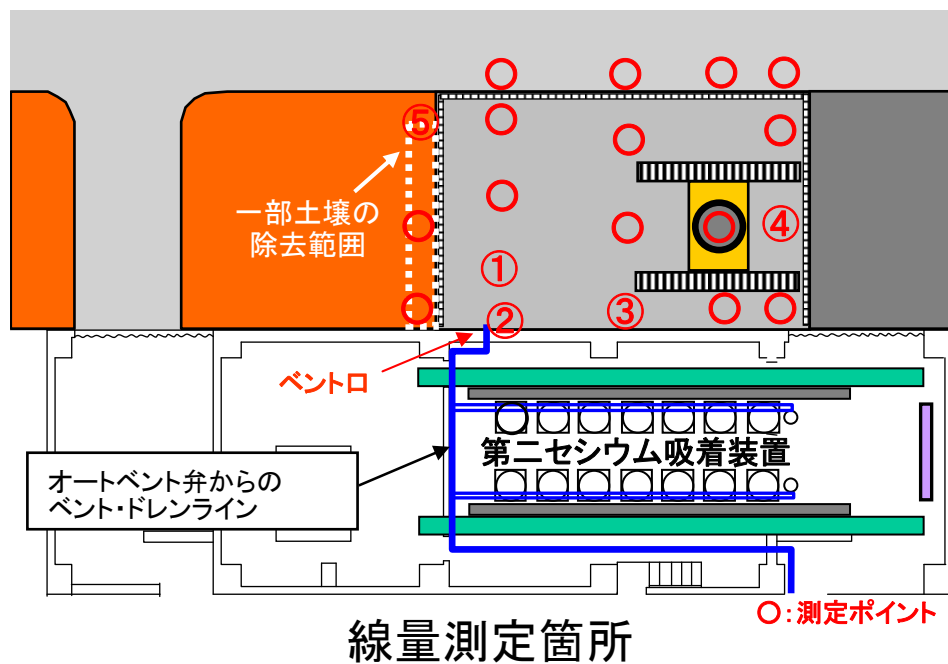 ⑤
一部土壌の
除去範囲
④
①
②
③
ベント口
第二セシウム吸着装置
オートベント弁からの
ベント・ドレンライン
○:測定ポイント
線量測定箇所